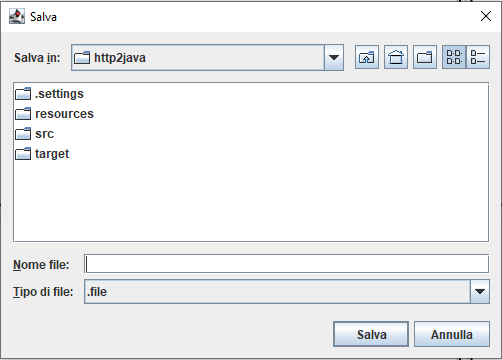 Salva
Salva in: http2java
.settings
resources
src
target
Nome file:
Tipo di file: .file
Salva Annulla